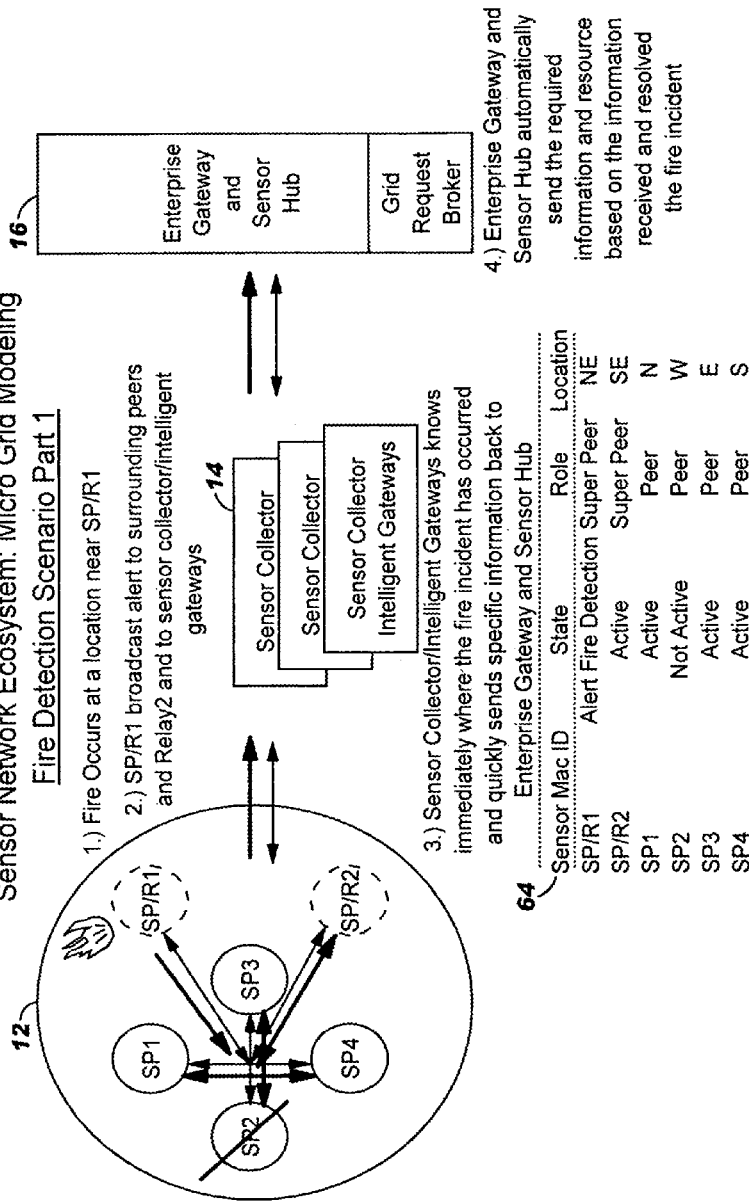 Sensor Network Ecosystem: Micro Grid Modeling
Fire Detection Scenario Part 1
12
SP1
SP2
SP3
SP4
SP/R1
SP/R2
1.) Fire Occurs at a location near SP/R1
2.) SP/R1 broadcast alert to surrounding peers
and Relay2 and to sensor collector/intelligent
gateways
14
Sensor Collector
Sensor Collector
Sensor Collector
Intelligent Gateways
16
Enterprise
Gateway
and
Sensor
Hub
Grid
Request
Broker
3.) Sensor Collector/Intelligent Gateways knows
immediately where the fire incident has occurred
and quickly sends specific information back to
Enterprise Gateway and Sensor Hub
4.) Enterprise Gateway and
Sensor Hub automatically
send the required
information and resource
based on the information
received and resolved
the fire incident
64
Sensor Mac ID State Role Location
SP/R1 Alert Fire Detection Super Peer NE
SP/R2 Active Super Peer SE
SP1 Active Peer N
SP2 Not Active Peer W
SP3 Active Peer E
SP4 Active Peer S